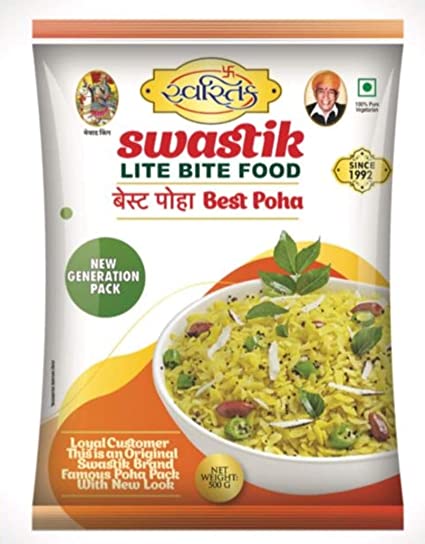 स्वस्तिक
100% Pure
Vegetarian
swastik
LITE BITE FOOD
SINCE
1992
बेस्ट पोहा Best Poha
NEW
GENERATION
PACK
Loyal Customer
This is an Original
Swastik Brand
Famous Poha Pack
With New Look
NET
WEIGHT:
500 G